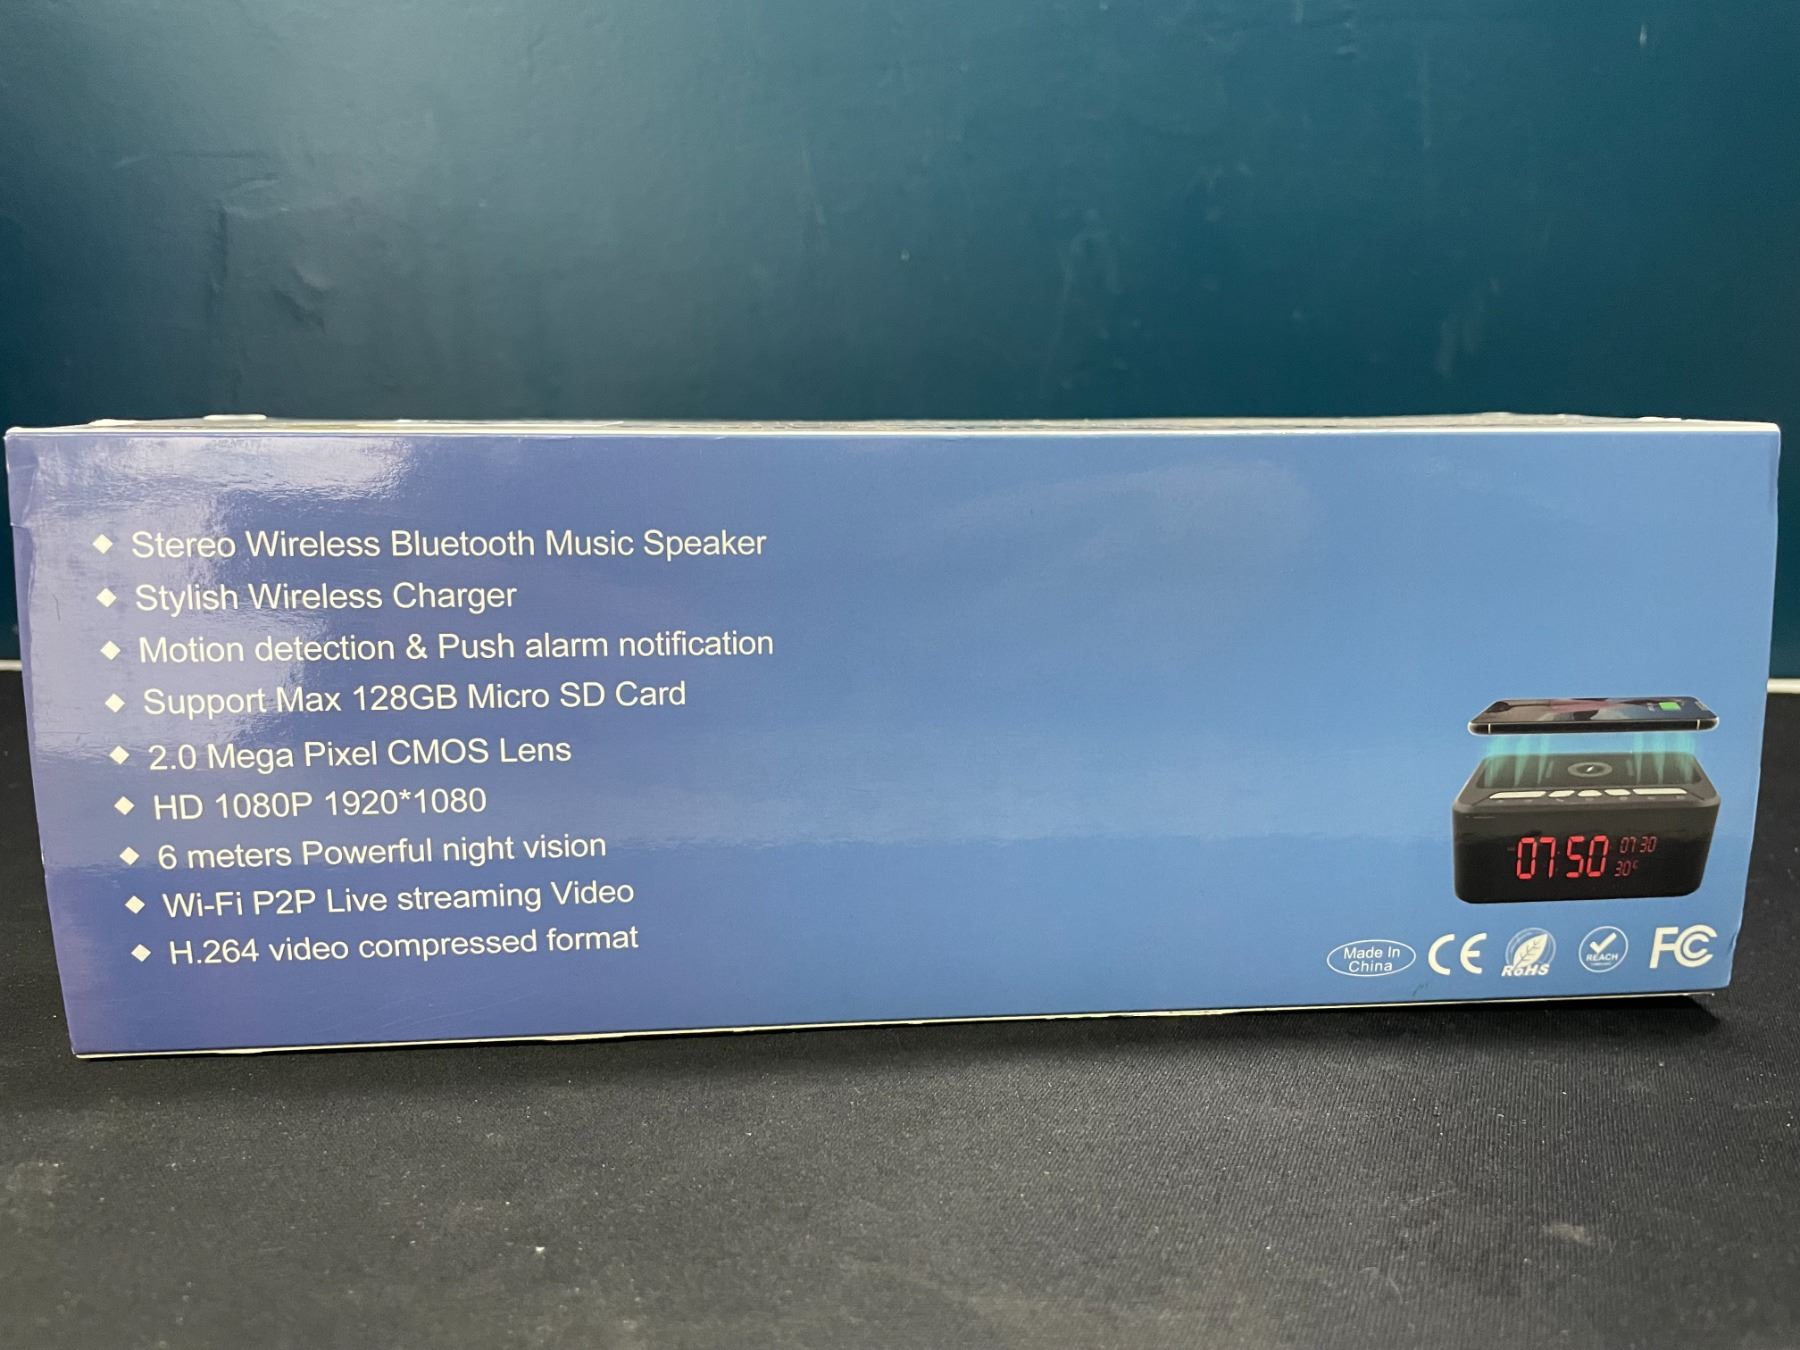 ◆ Stereo Wireless Bluetooth Music Speaker
◆ Stylish Wireless Charger
◆ Motion detection & Push alarm notification
◆ Support Max 128GB Micro SD Card
◆ 2.0 Mega Pixel CMOS Lens
◆ HD 1080P 1920*1080
◆ 6 meters Powerful night vision
◆ Wi-Fi P2P Live streaming Video
◆ H.264 video compressed format
07:50 07 30
30°
Made In
China
CE
RoHS
REACH
FC